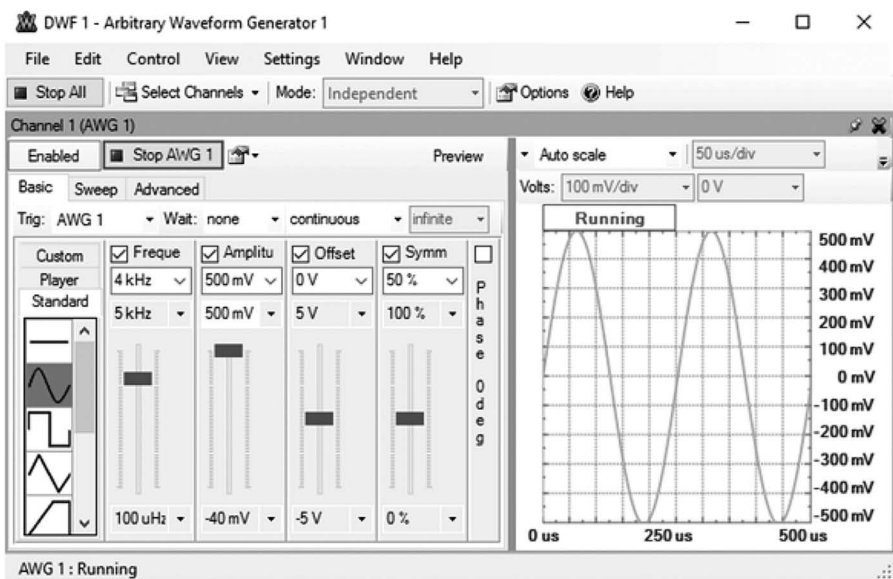 DWF 1 - Arbitrary Waveform Generator 1
File Edit Control View Settings Window Help
Stop All Select Channels Mode: Independent Options Help
Channel 1 (AWG 1)
Enabled Stop AWG 1 Preview
Auto scale 50 us/div
Basic Sweep Advanced
Volts: 100 mV/div 0 V
Trig: AWG 1 Wait: none continuous infinite
Running
Custom
Player
Standard
Freque Amplitu Offset Symm
4 kHz 500 mV 0 V 50 %
5 kHz 500 mV 5 V 100 %
100 uHz -40 mV -5 V 0 %
Phase 0 deg
500 mV
400 mV
300 mV
200 mV
100 mV
0 mV
-100 mV
-200 mV
-300 mV
-400 mV
-500 mV
0 us 250 us 500 us
AWG 1 : Running